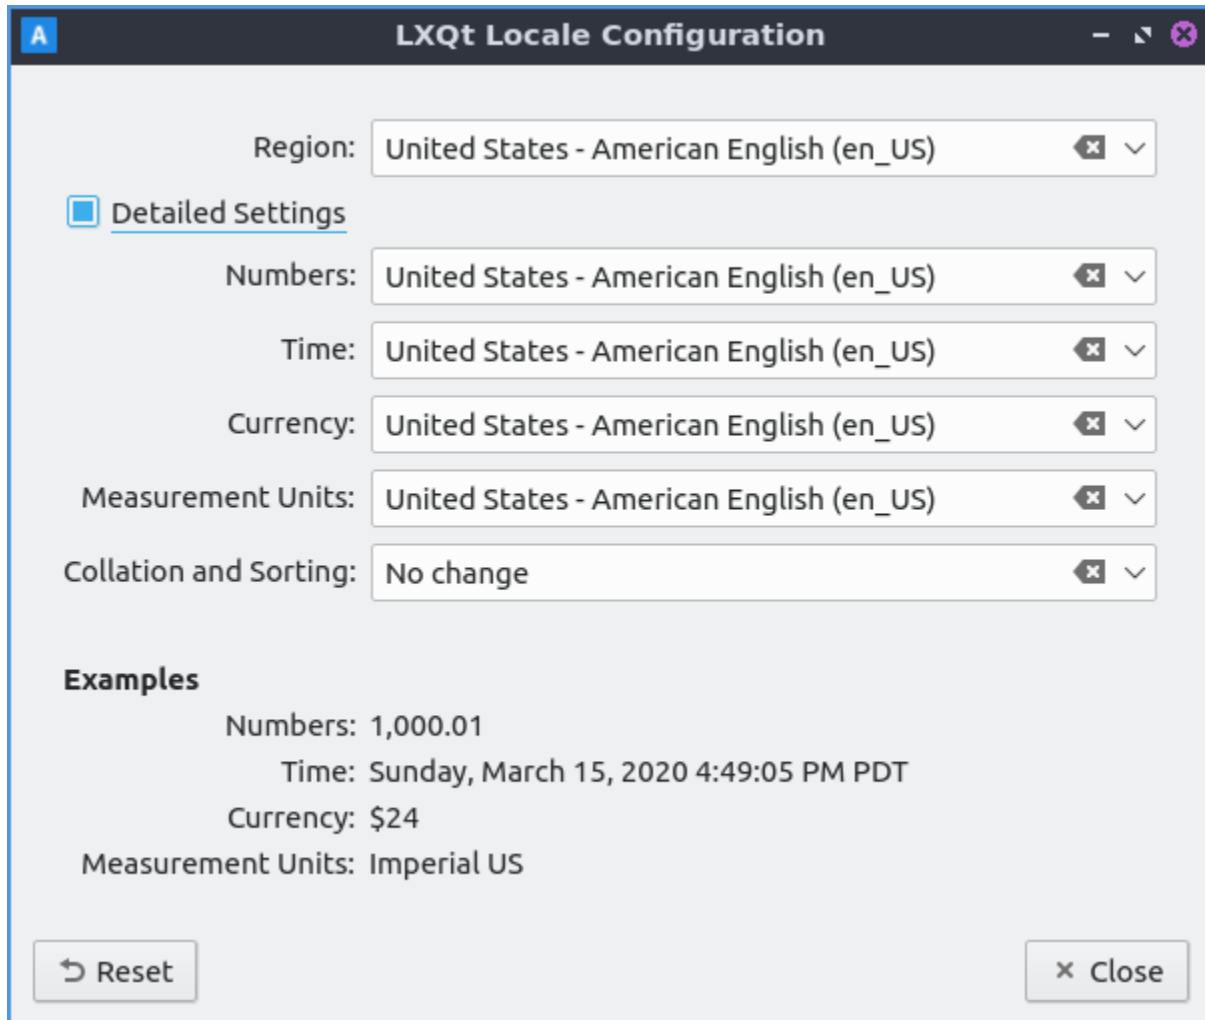 A LXQt Locale Configuration
Region: United States - American English (en_US)
Detailed Settings
Numbers: United States - American English (en_US)
Time: United States - American English (en_US)
Currency: United States - American English (en_US)
Measurement Units: United States - American English (en_US)
Collation and Sorting: No change
Examples
Numbers: 1,000.01
Time: Sunday, March 15, 2020 4:49:05 PM PDT
Currency: $24
Measurement Units: Imperial US
Reset Close